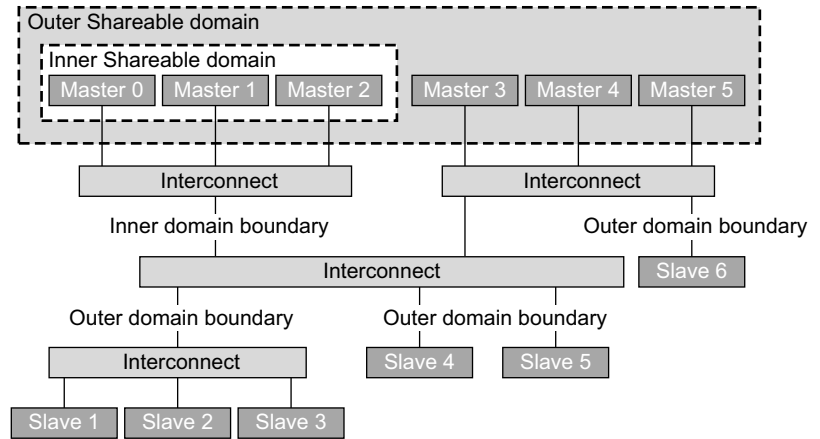 Outer Shareable domain
Inner Shareable domain
Master 0 Master 1 Master 2 Master 3 Master 4 Master 5
Interconnect Interconnect
Inner domain boundary Outer domain boundary
Interconnect Slave 6
Outer domain boundary Outer domain boundary
Interconnect Slave 4 Slave 5
Slave 1 Slave 2 Slave 3